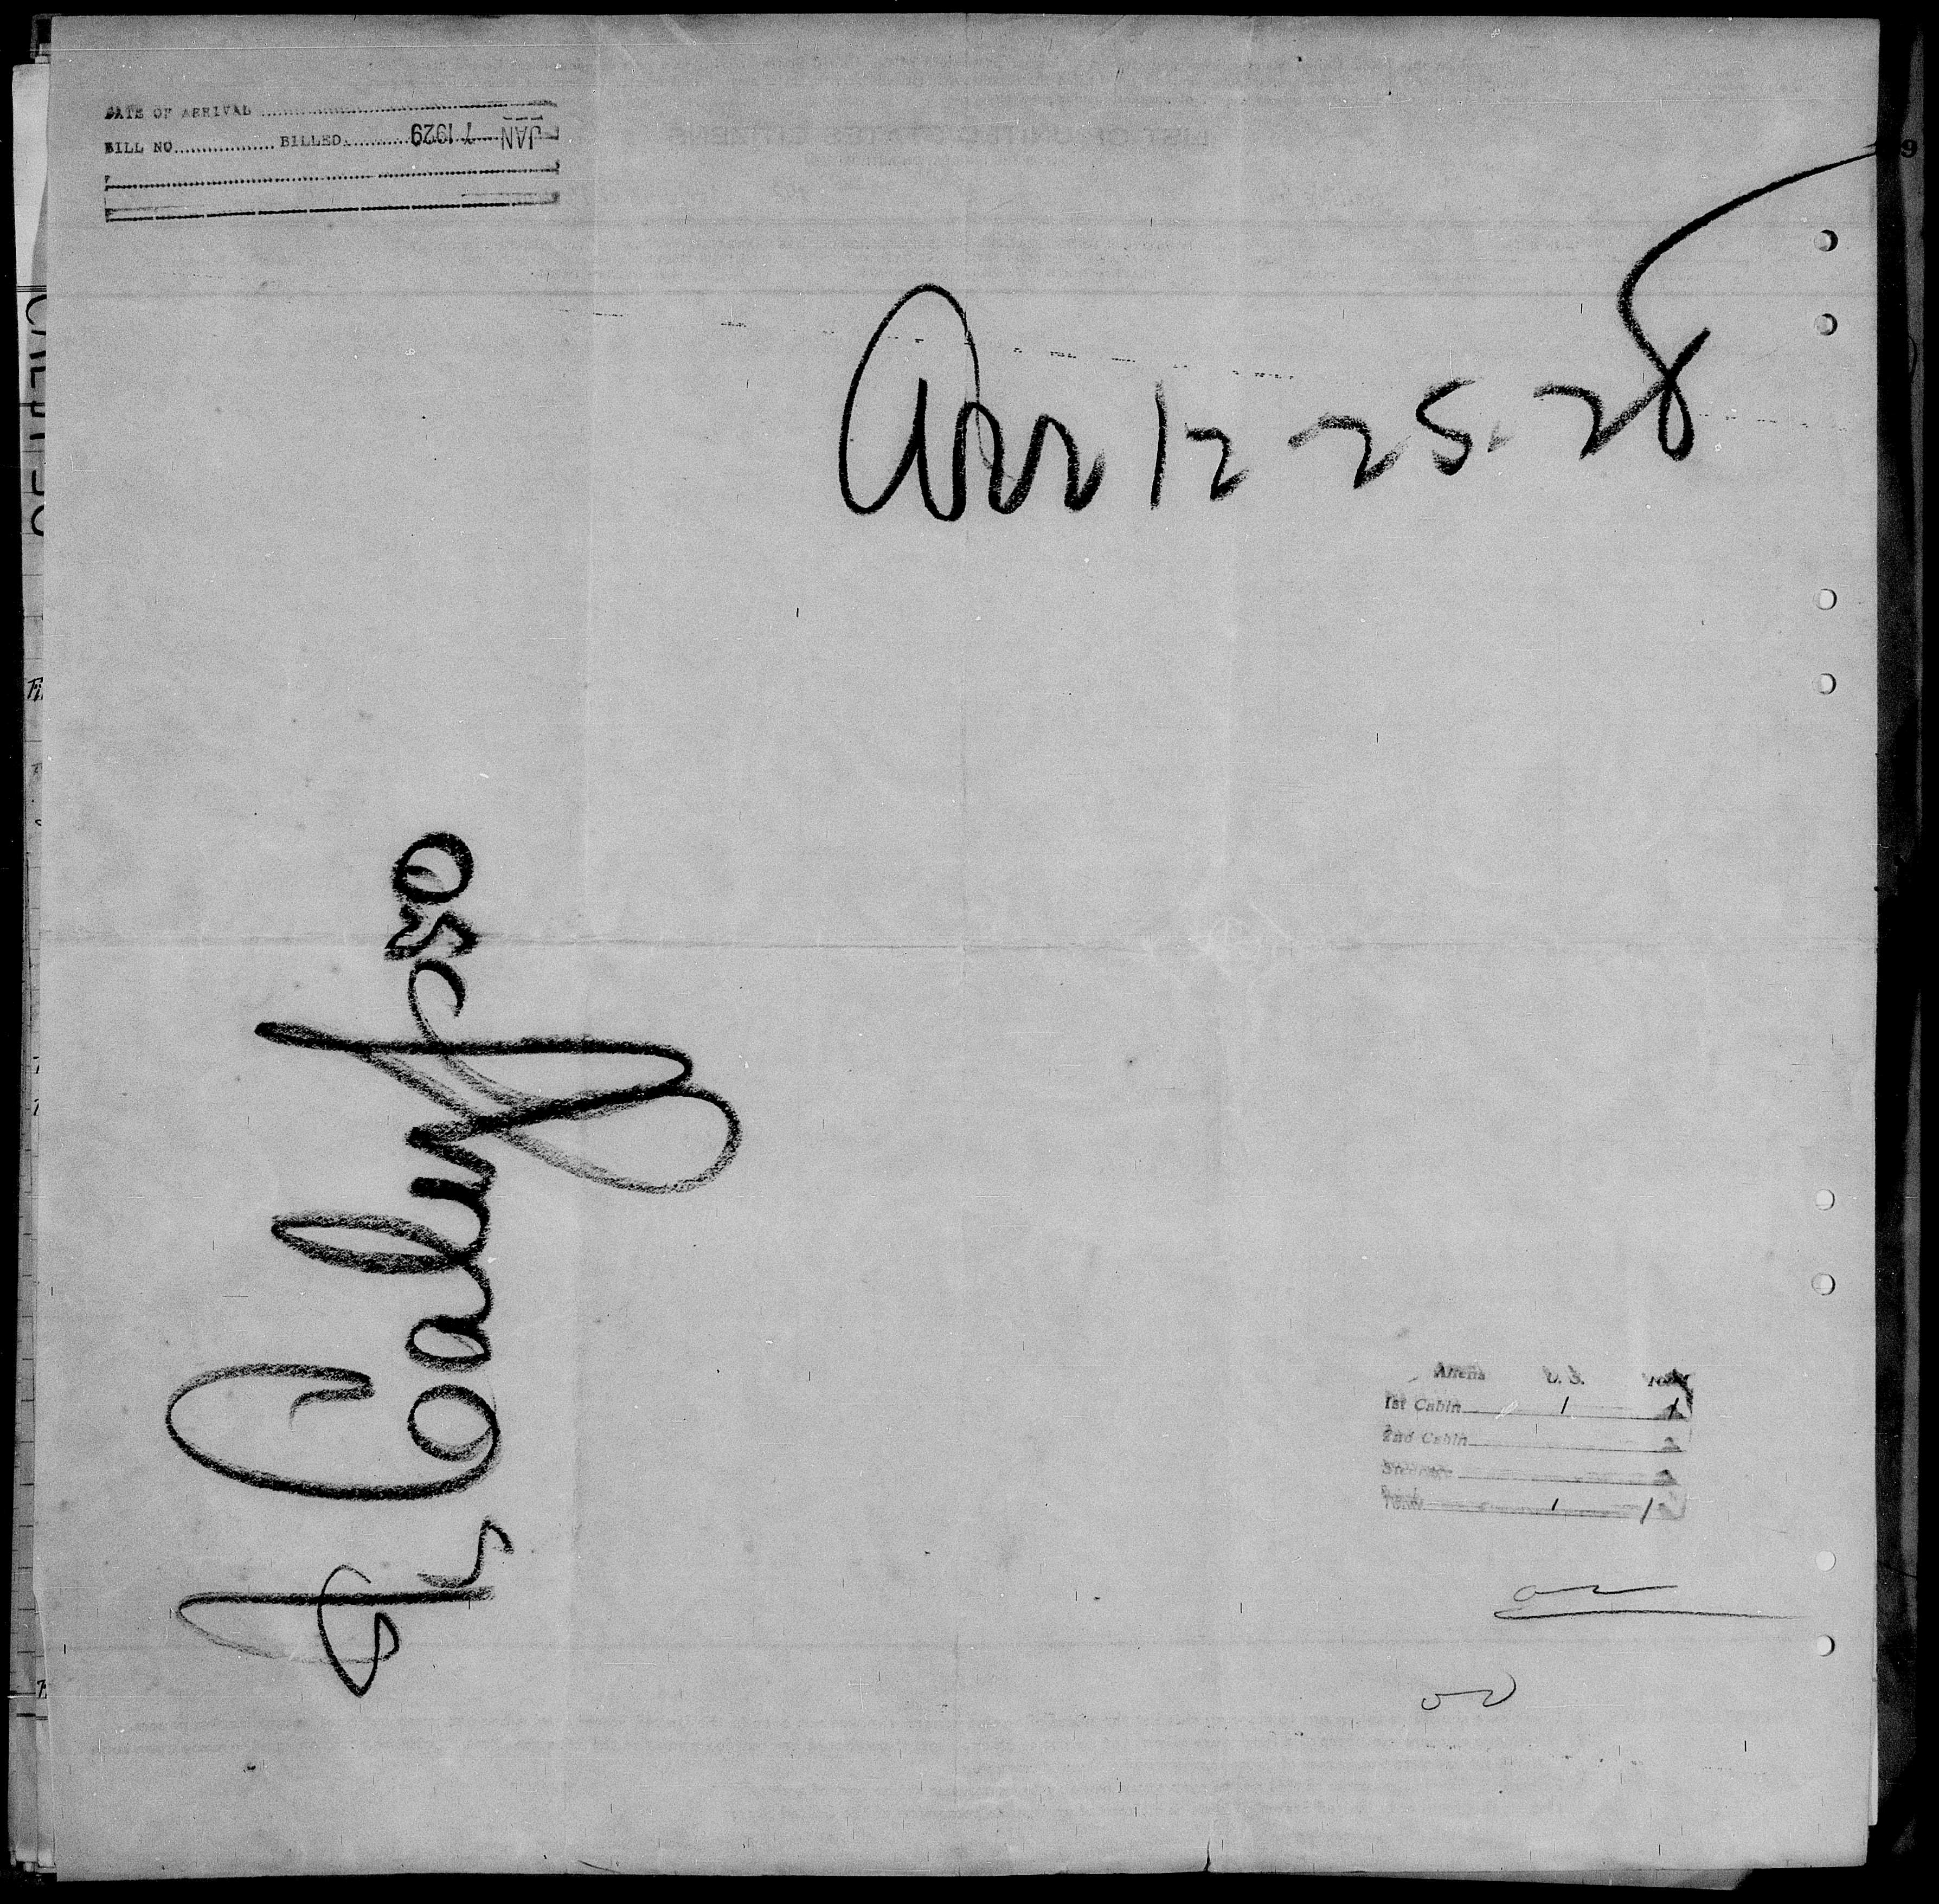 DATE OF ARRIVAL
BILL NO. BILLED. JAN 7 1929
Arr 12 25. 28
Calypso
Aliens U. S. Total
1st Cabin 1 1
2nd Cabin
Steerage
Total 1 1